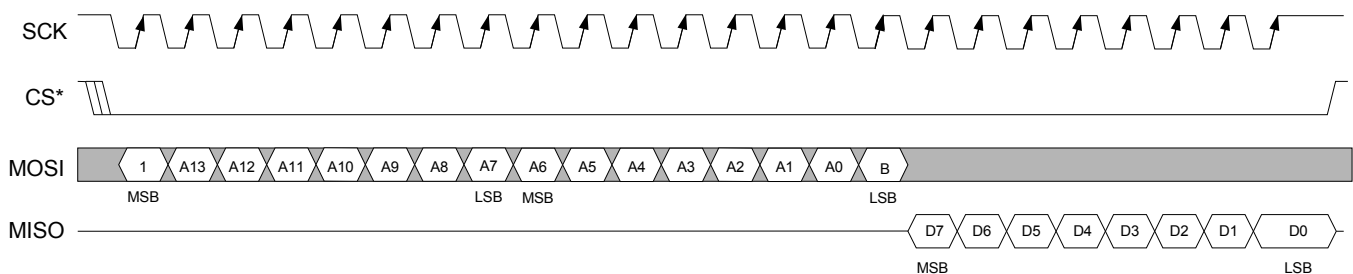 SCK
CS*
MOSI 1 A13 A12 A11 A10 A9 A8 A7 A6 A5 A4 A3 A2 A1 A0 B
MSB LSB MSB LSB
MISO D7 D6 D5 D4 D3 D2 D1 D0
MSB LSB